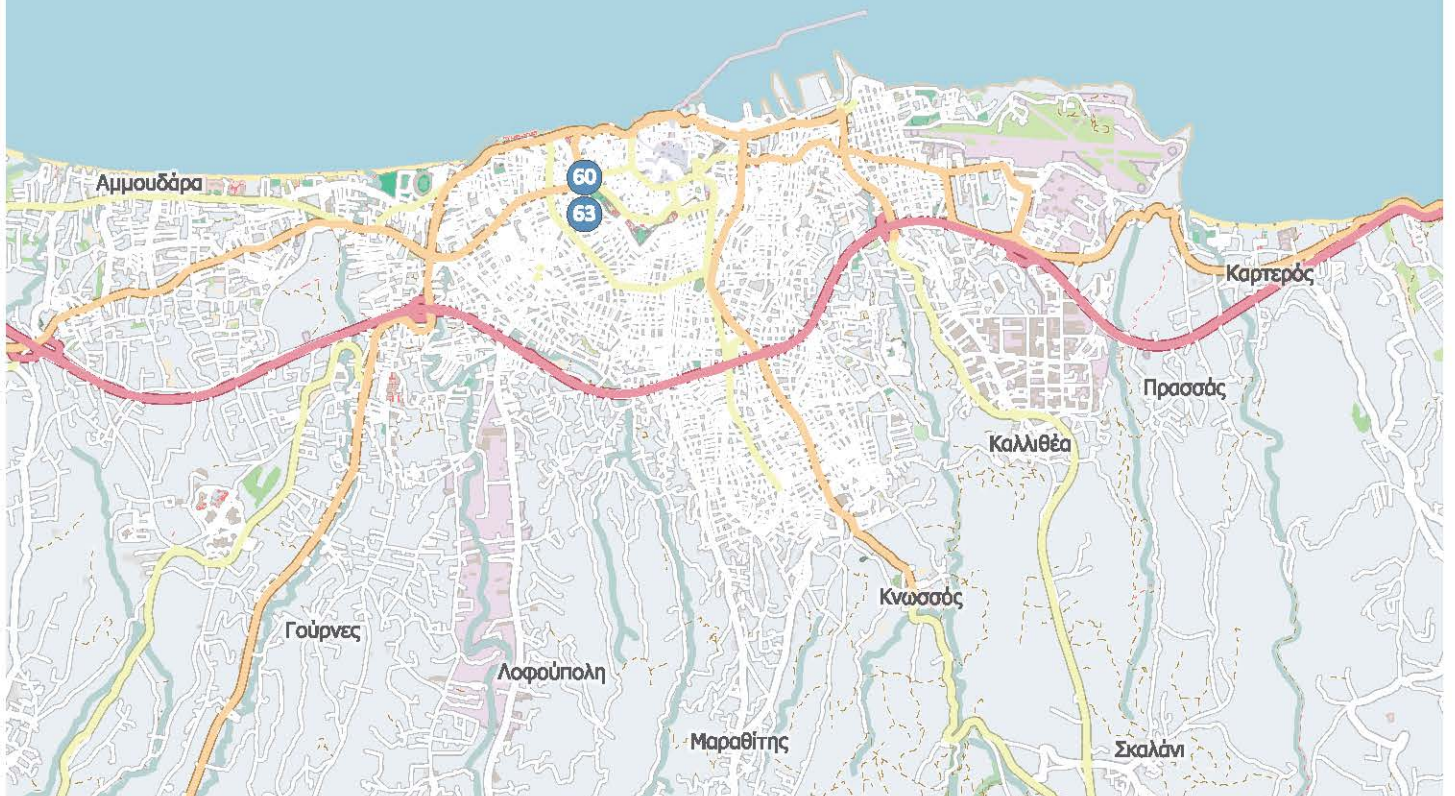 60
Αμμουδάρα
63
Καρτερός
Πρασσάς
Καλλιθέα
Κνωσσός
Γούρνες
Λοφούπολη
Μαραθίτης
Σκαλάνι